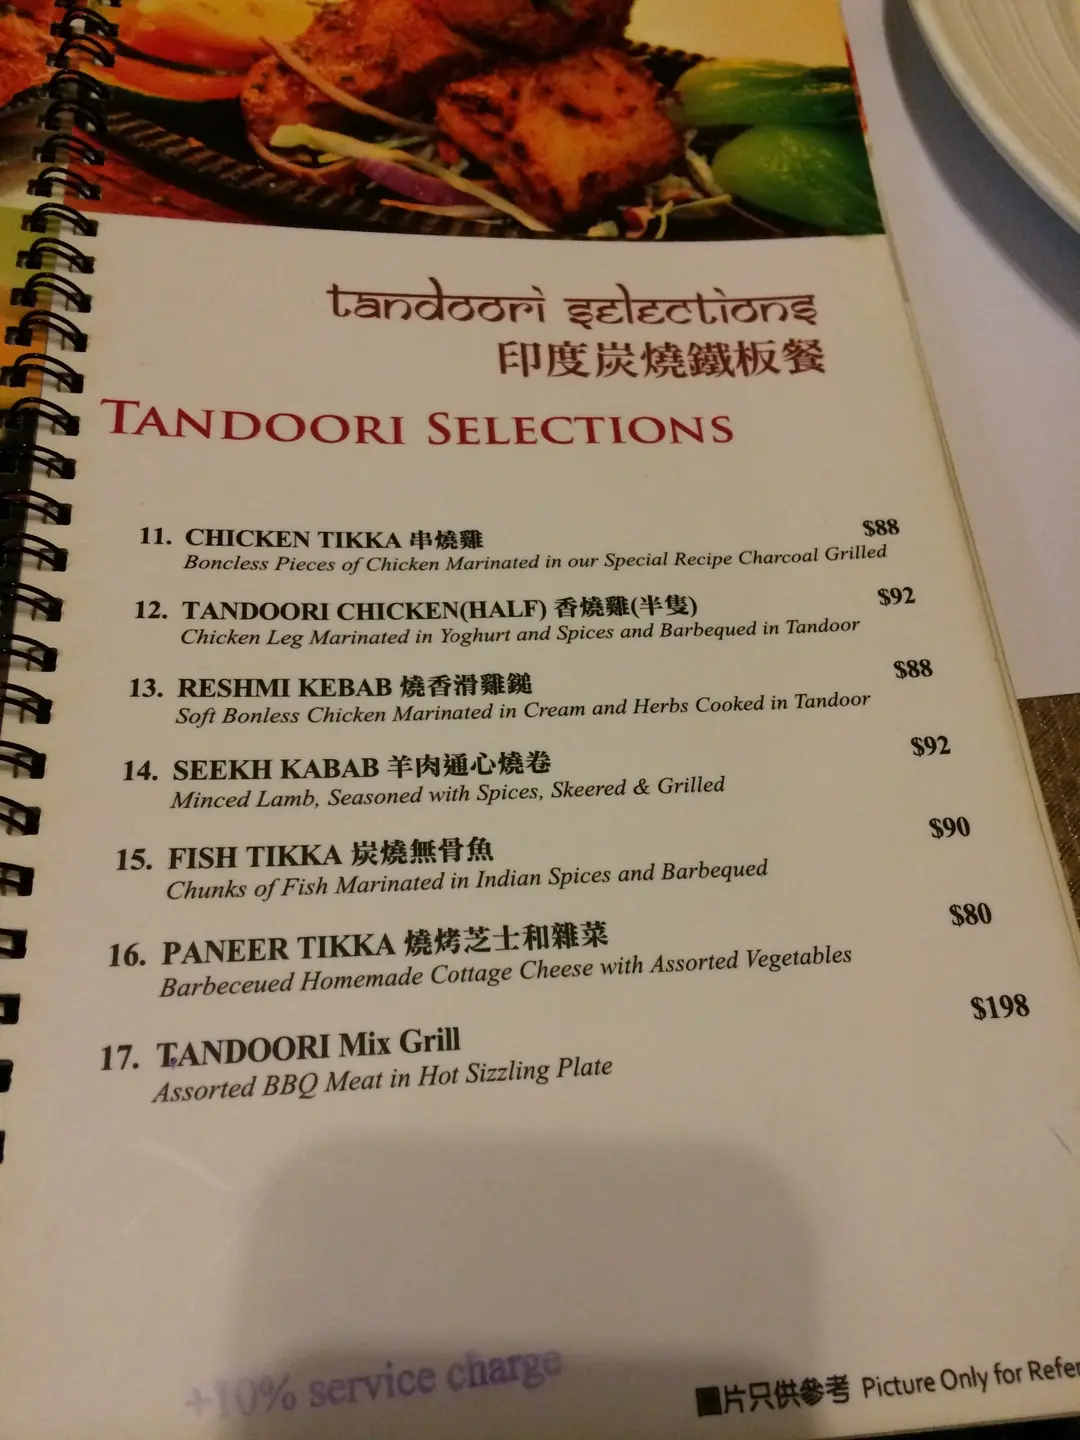 tandoori selections
印度炭燒鐵板餐
TANDOORI SELECTIONS
11. CHICKEN TIKKA 串燒雞 $88
Boncless Pieces of Chicken Marinated in our Special Recipe Charcoal Grilled
12. TANDOORI CHICKEN(HALF) 香燒雞(半隻) $92
Chicken Leg Marinated in Yoghurt and Spices and Barbequed in Tandoor
13. RESHMI KEBAB 燒香滑雞鎚 $88
Soft Bonless Chicken Marinated in Cream and Herbs Cooked in Tandoor
14. SEEKH KABAB 羊肉通心燒卷 $92
Minced Lamb, Seasoned with Spices, Skeered & Grilled
15. FISH TIKKA 炭燒無骨魚 $90
Chunks of Fish Marinated in Indian Spices and Barbequed
16. PANEER TIKKA 燒烤芝士和雜菜 $80
Barbeceued Homemade Cottage Cheese with Assorted Vegetables
17. TANDOORI Mix Grill $198
Assorted BBQ Meat in Hot Sizzling Plate
+10% service charge
片只供參考 Picture Only for Refer